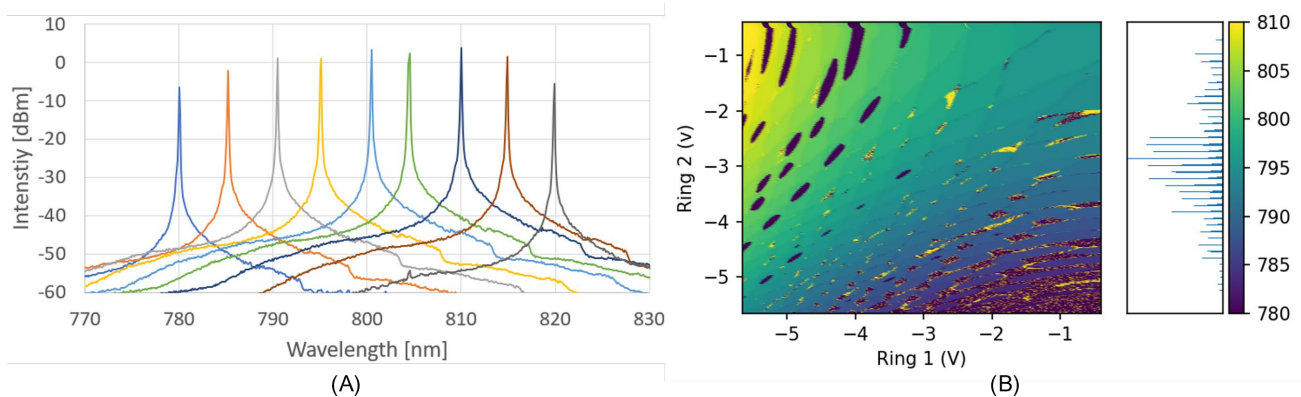 10
0
-10
-20
-30
-40
-50
-60
Intenstiy [dBm]
770 780 790 800 810 820 830
Wavelength [nm]
(A)
−1
−2
−3
−4
−5
Ring 2 (v)
−5 −4 −3 −2 −1
Ring 1 (V)
810
805
800
795
790
785
780
(B)